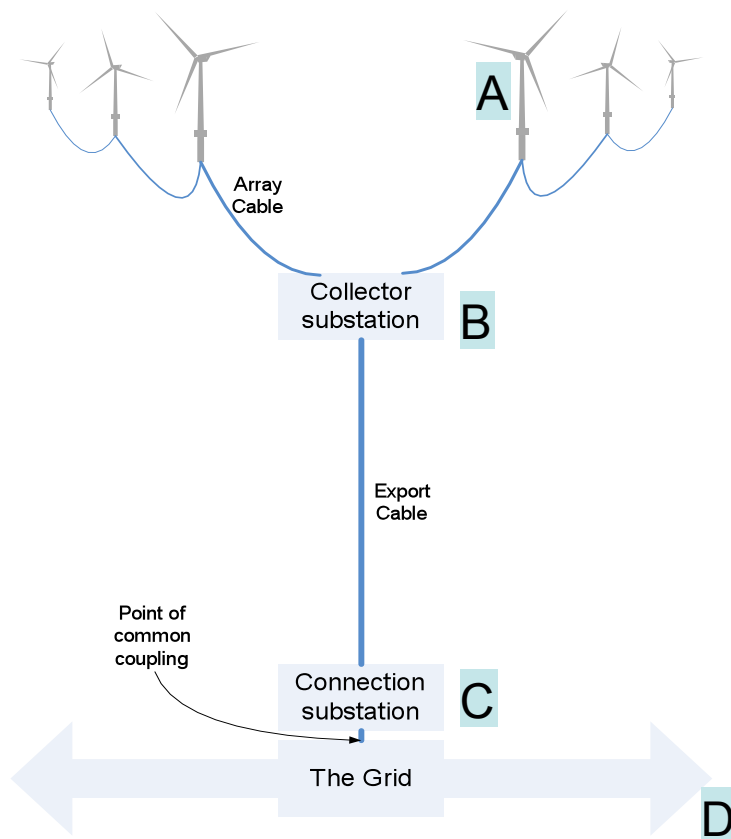 A
Array
Cable
Collector
substation
B
Export
Cable
Point of
common
coupling
Connection
substation
C
The Grid
D